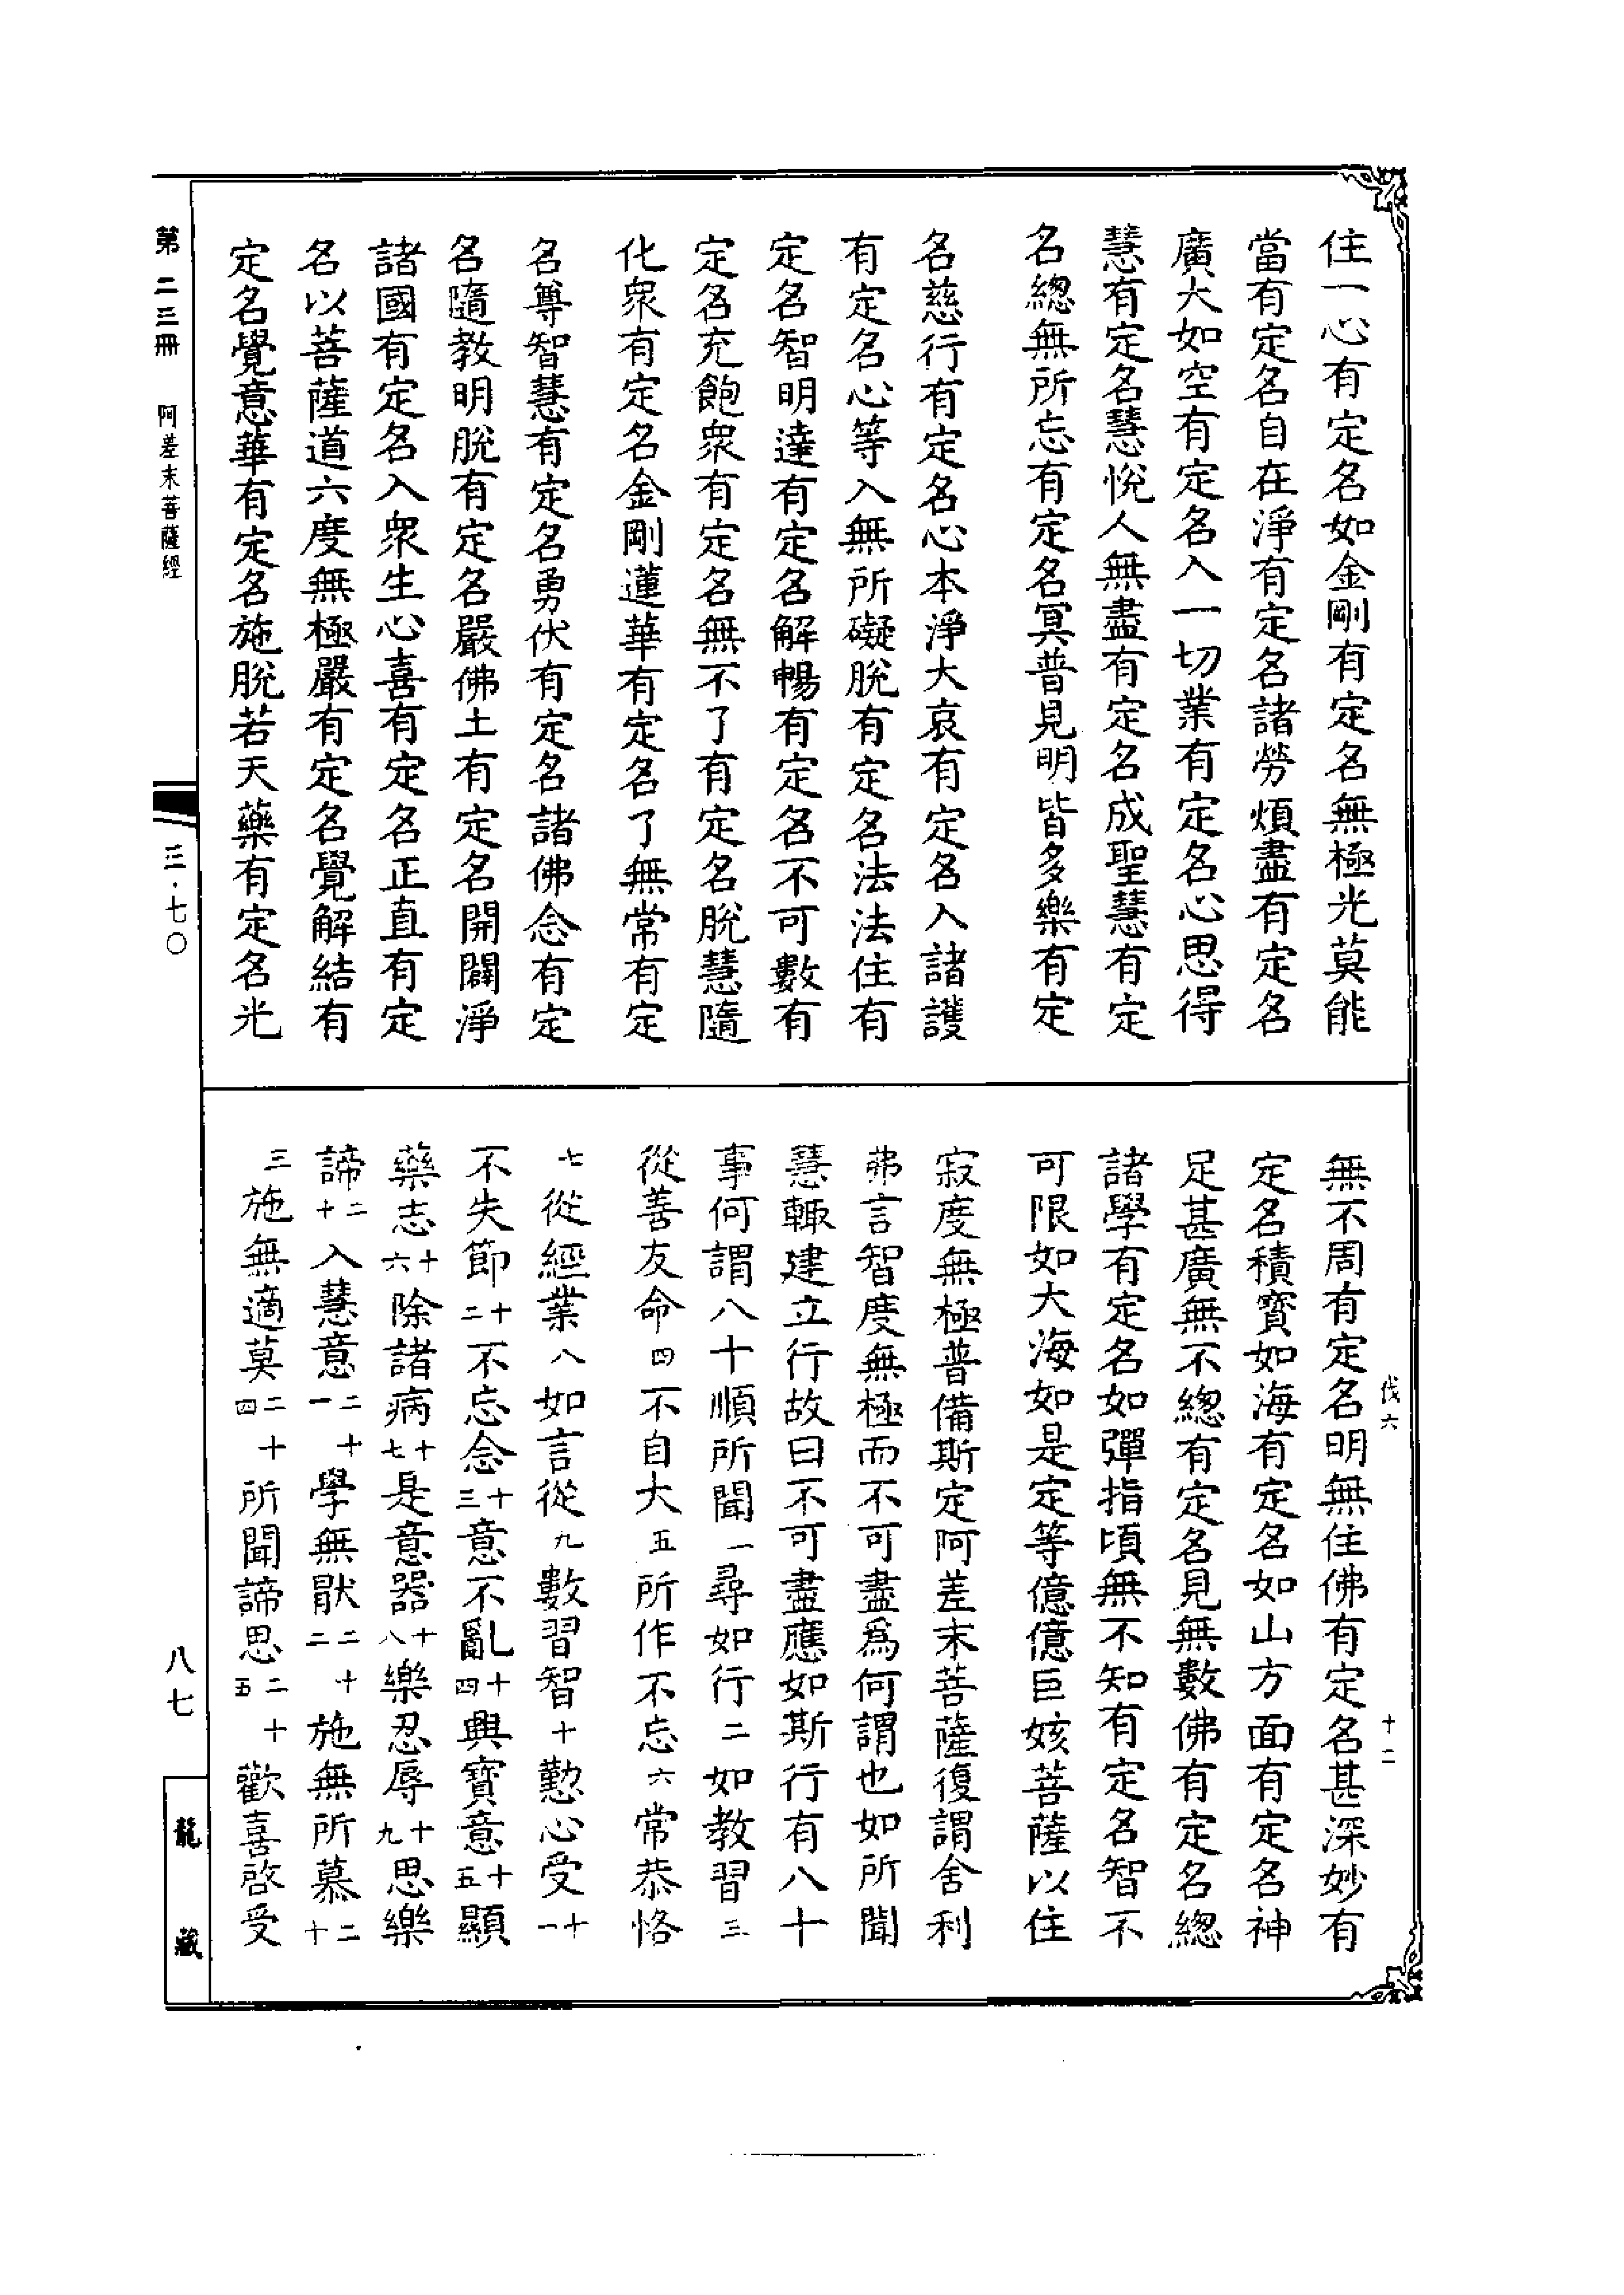 住一心有定名如金剛有定名無極光莫能
當有定名自在淨有定名諸勞煩盡有定名
廣大如空有定名入一切業有定名心思得
慧有定名慧悅人無盡有定名成聖慧有定
名總無所忘有定名冥普見明皆多樂有定
名慈行有定名心本淨大哀有定名入諸護
有定名心等入無所礙脫有定名法法住有
定名智明達有定名解暢有定名不可數有
定名充飽衆有定名無不了有定名脫慧隨
化衆有定名金剛蓮華有定名了無常有定
名尊智慧有定名勇伏有定名諸佛念有定
名隨教明脫有定名嚴佛土有定名開闢淨
諸國有定名入衆生心喜有定名正直有定
名以菩薩道六度無極嚴有定名覺解結有
定名覺意華有定名施脫若天藥有定名光
伐六 十二
無不周有定名明無住佛有定名甚深妙有
定名積寶如海有定名如山方面有定名神
足甚廣無不總有定名見無數佛有定名總
諸學有定名如彈指頃無不知有定名智不
可限如大海如是定等億億巨姟菩薩以住
寂度無極普備斯定阿差末菩薩復謂舍利
弗言智度無極而不可盡爲何謂也如所聞
慧輒建立行故曰不可盡應如斯行有八十
事何謂八十順所聞一尋如行二如教習三
從善友命四不自大五所作不忘六常恭恪
七從經業八如言從九數習智十懃心受十一
不失節十二不忘念十三意不亂十四興寶意十五顯
藥志十六除諸病十七是意器十八樂忍辱十九思樂
諦二十入慧意二十一學無猒二十二施無所慕二十
三施無適莫二十四所聞諦思二十五歡喜啓受
第二三冊 阿差末菩薩經
三·七〇
八七
龍藏